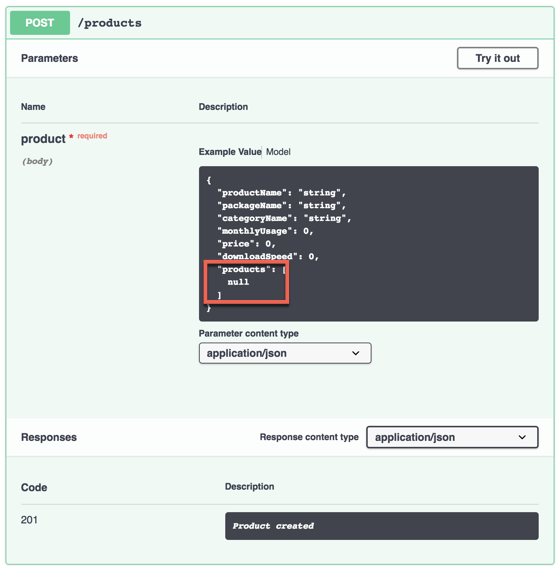 POST /products
Parameters
Try it out
Name Description
product * required
(body)
Example Value Model
{
"productName": "string",
"packageName": "string",
"categoryName": "string",
"monthlyUsage": 0,
"price": 0,
"downloadSpeed": 0,
"products": [
null
]
}
Parameter content type
application/json
Responses
Response content type
application/json
Code Description
201 Product created